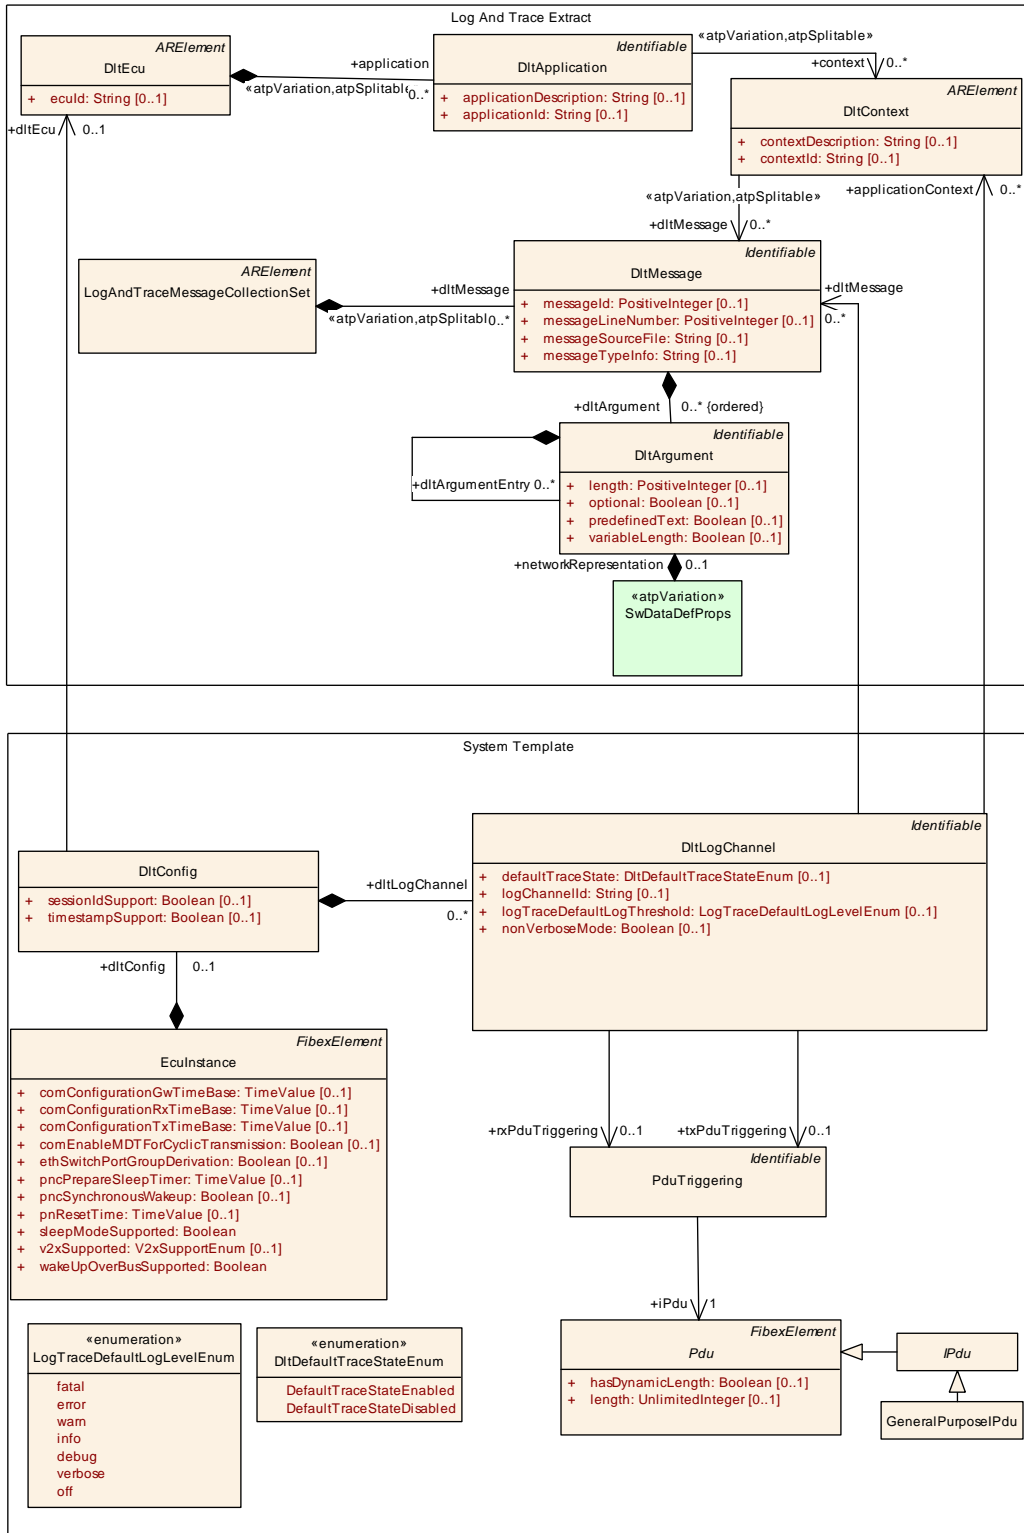 Log And Trace Extract
ARElement
DltEcu
+ ecuId: String [0..1]
+application
«atpVariation,atpSplitable
0..*
Identifiable
DltApplication
+ applicationDescription: String [0..1]
+ applicationId: String [0..1]
«atpVariation,atpSplitable»
+context
0..*
ARElement
DltContext
+ contextDescription: String [0..1]
+ contextId: String [0..1]
+dltEcu
0..1
«atpVariation,atpSplitable»
+dltMessage
0..*
+applicationContext
0..*
ARElement
LogAndTraceMessageCollectionSet
+dltMessage
«atpVariation,atpSplitabl
0..*
Identifiable
DltMessage
+ messageId: PositiveInteger [0..1]
+ messageLineNumber: PositiveInteger [0..1]
+ messageSourceFile: String [0..1]
+ messageTypeInfo: String [0..1]
+dltMessage
0..*
+dltArgument
0..* {ordered}
Identifiable
DltArgument
+ length: PositiveInteger [0..1]
+ optional: Boolean [0..1]
+ predefinedText: Boolean [0..1]
+ variableLength: Boolean [0..1]
+dltArgumentEntry 0..*
+networkRepresentation
0..1
«atpVariation»
SwDataDefProps
System Template
Identifiable
DltLogChannel
+ defaultTraceState: DltDefaultTraceStateEnum [0..1]
+ logChannelId: String [0..1]
+ logTraceDefaultLogThreshold: LogTraceDefaultLogLevelEnum [0..1]
+ nonVerboseMode: Boolean [0..1]
DltConfig
+ sessionIdSupport: Boolean [0..1]
+ timestampSupport: Boolean [0..1]
+dltLogChannel
0..*
+dltConfig
0..1
FibexElement
EcuInstance
+ comConfigurationGwTimeBase: TimeValue [0..1]
+ comConfigurationRxTimeBase: TimeValue [0..1]
+ comConfigurationTxTimeBase: TimeValue [0..1]
+ comEnableMDTForCyclicTransmission: Boolean [0..1]
+ ethSwitchPortGroupDerivation: Boolean [0..1]
+ pncPrepareSleepTimer: TimeValue [0..1]
+ pncSynchronousWakeup: Boolean [0..1]
+ pnResetTime: TimeValue [0..1]
+ sleepModeSupported: Boolean
+ v2xSupported: V2xSupportEnum [0..1]
+ wakeUpOverBusSupported: Boolean
+rxPduTriggering
0..1
+txPduTriggering
0..1
Identifiable
PduTriggering
+iPdu
1
FibexElement
Pdu
+ hasDynamicLength: Boolean [0..1]
+ length: UnlimitedInteger [0..1]
IPdu
GeneralPurposeIPdu
«enumeration»
LogTraceDefaultLogLevelEnum
fatal
error
warn
info
debug
verbose
off
«enumeration»
DltDefaultTraceStateEnum
DefaultTraceStateEnabled
DefaultTraceStateDisabled